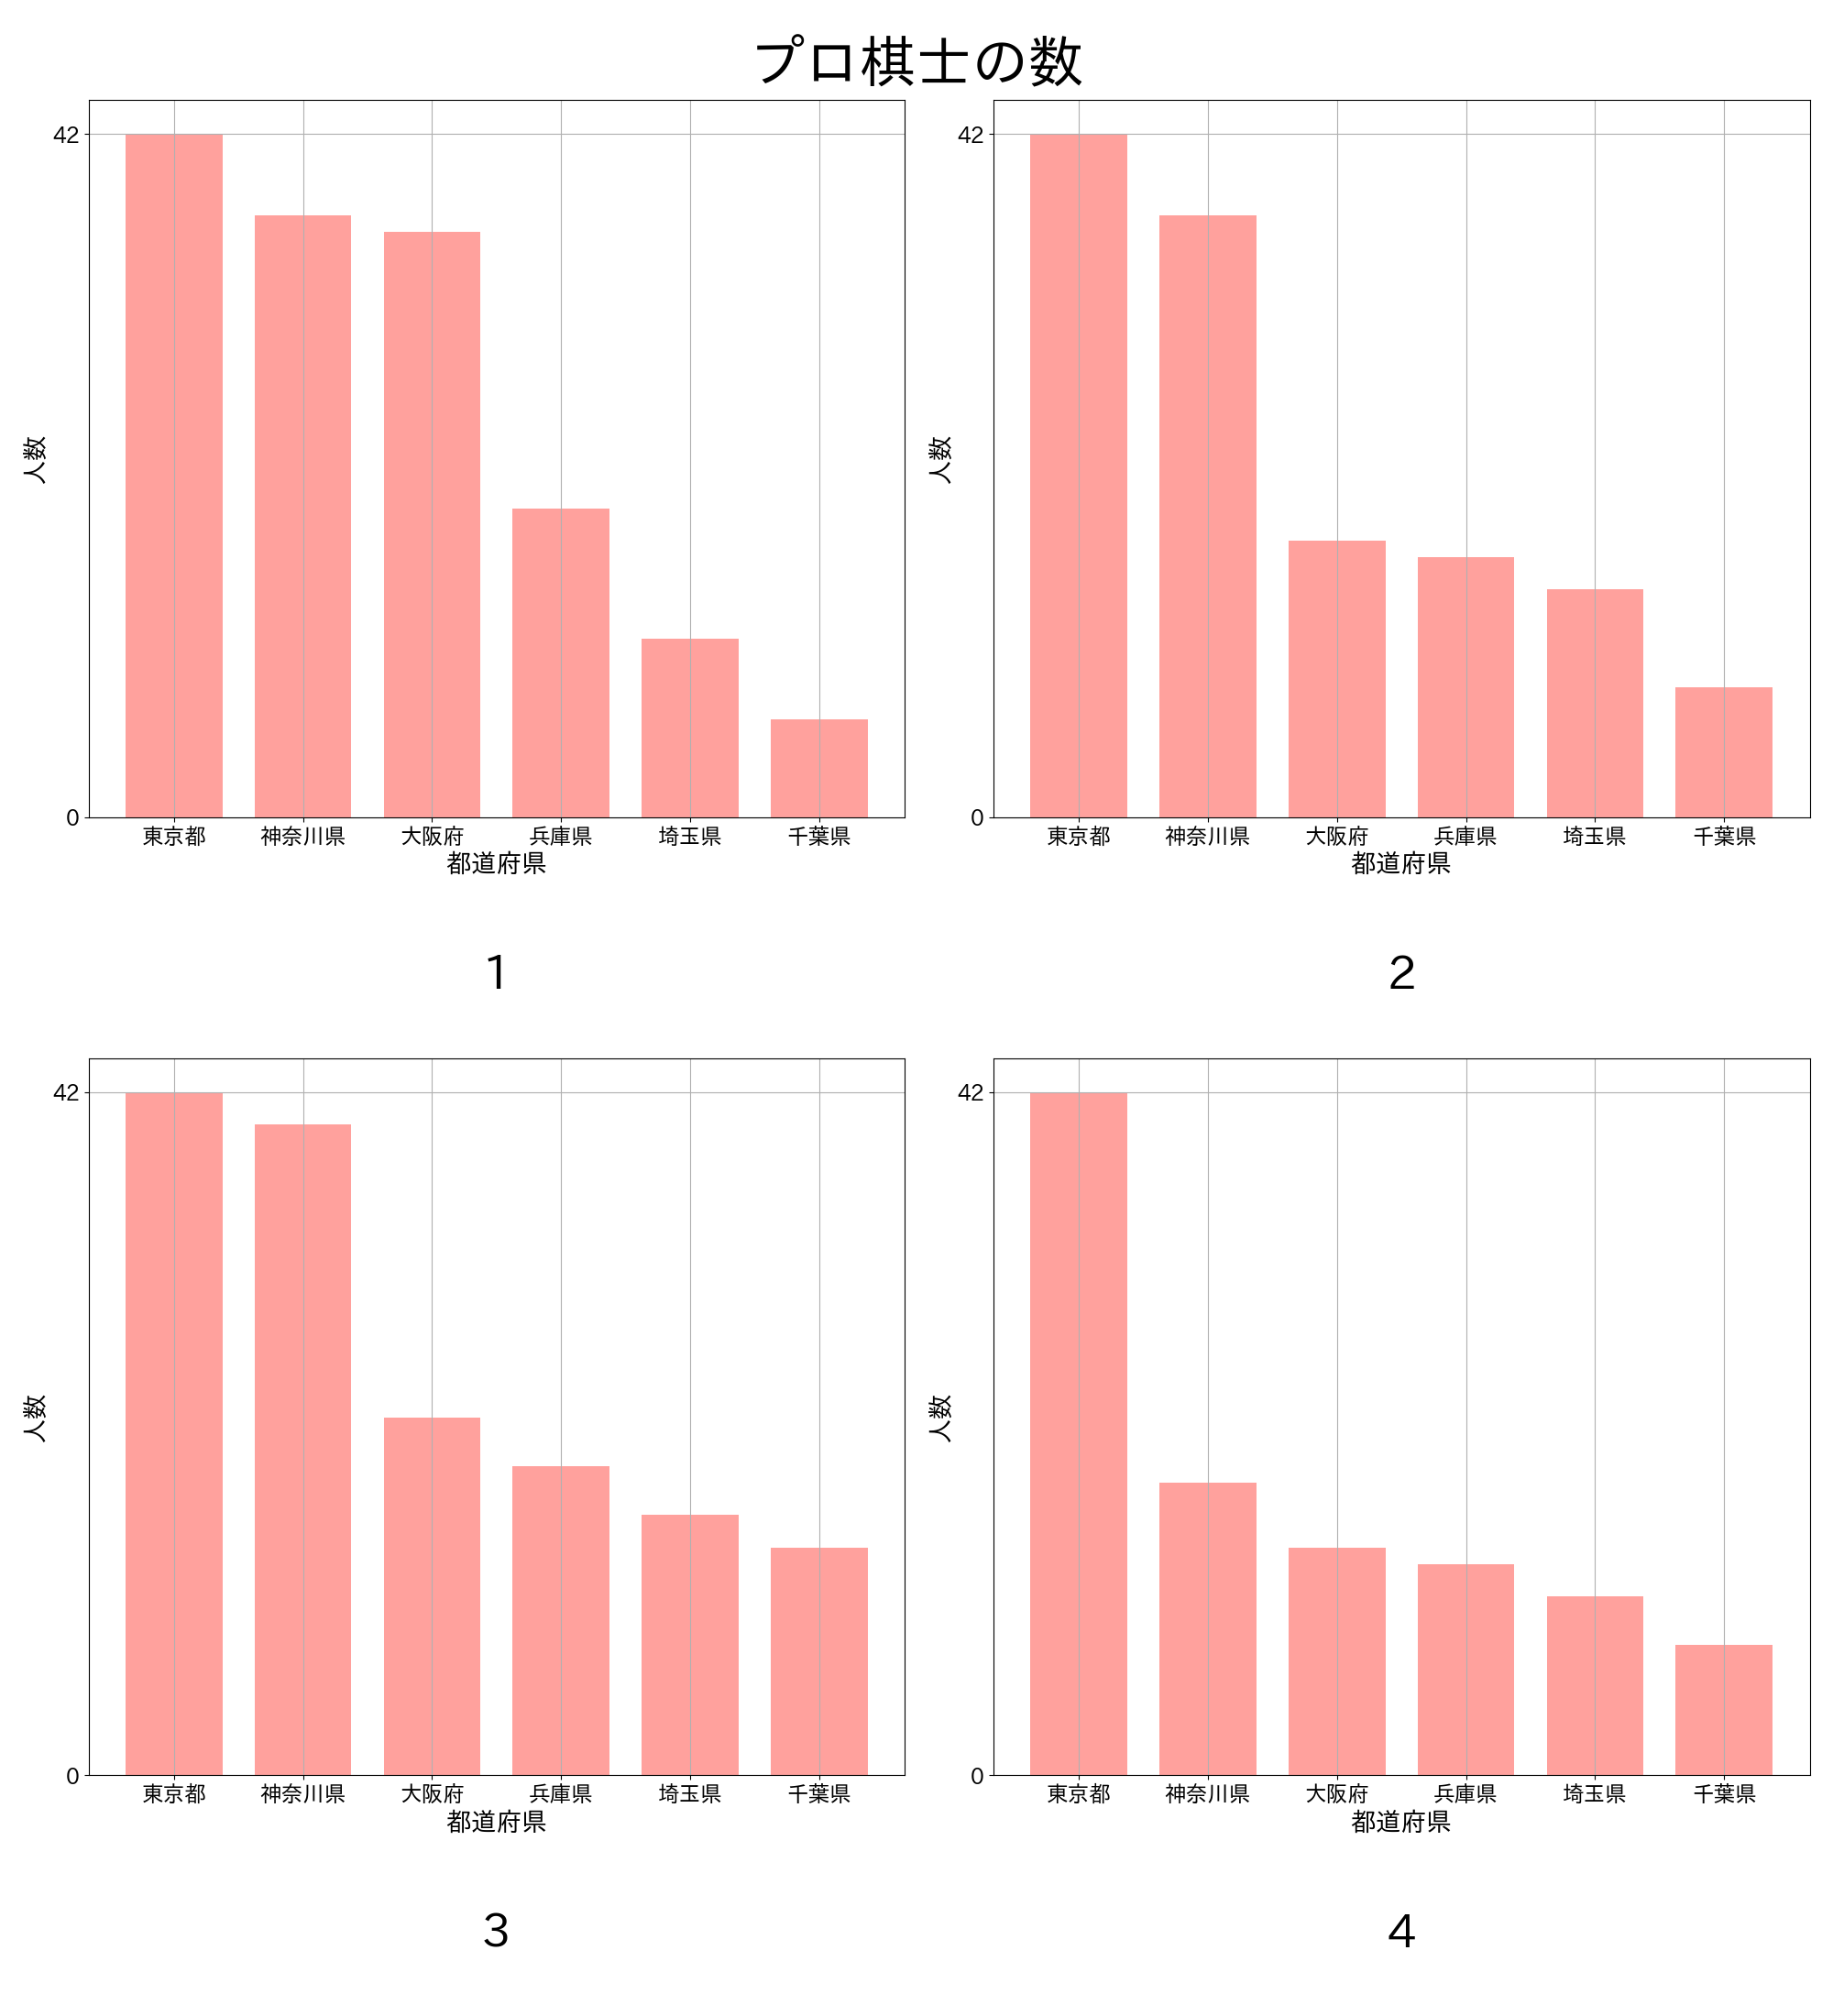 プロ棋士の数
42
0
人数
東京都 神奈川県 大阪府 兵庫県 埼玉県 千葉県
都道府県
1
42
0
人数
東京都 神奈川県 大阪府 兵庫県 埼玉県 千葉県
都道府県
2
42
0
人数
東京都 神奈川県 大阪府 兵庫県 埼玉県 千葉県
都道府県
3
42
0
人数
東京都 神奈川県 大阪府 兵庫県 埼玉県 千葉県
都道府県
4